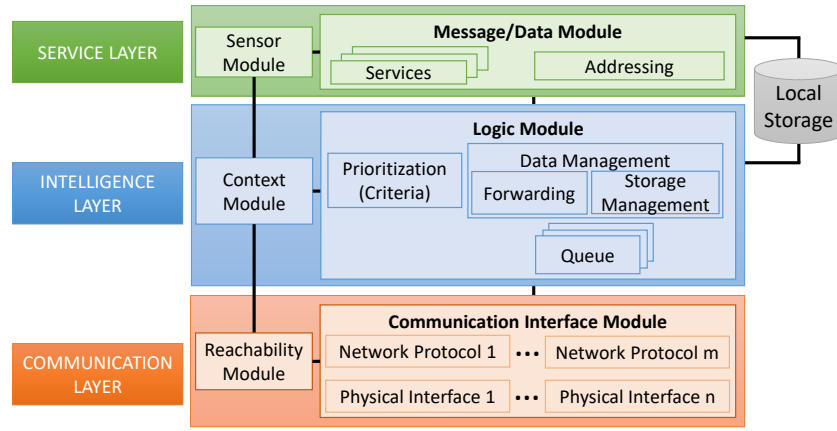 SERVICE LAYER
Sensor
Module
Message/Data Module
Services
Addressing
Local
Storage
INTELLIGENCE
LAYER
Context
Module
Logic Module
Prioritization
(Criteria)
Data Management
Forwarding
Storage
Management
Queue
COMMUNICATION
LAYER
Reachability
Module
Communication Interface Module
Network Protocol 1 ••• Network Protocol m
Physical Interface 1 ••• Physical Interface n